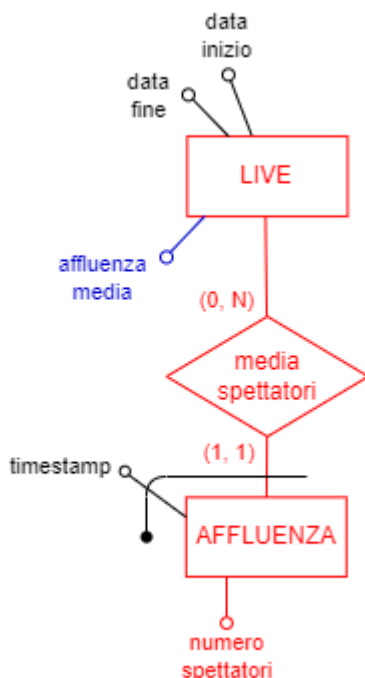 data
inizio
data
fine
LIVE
affluenza
media
(0, N)
media
spettatori
(1, 1)
timestamp
AFFLUENZA
numero
spettatori